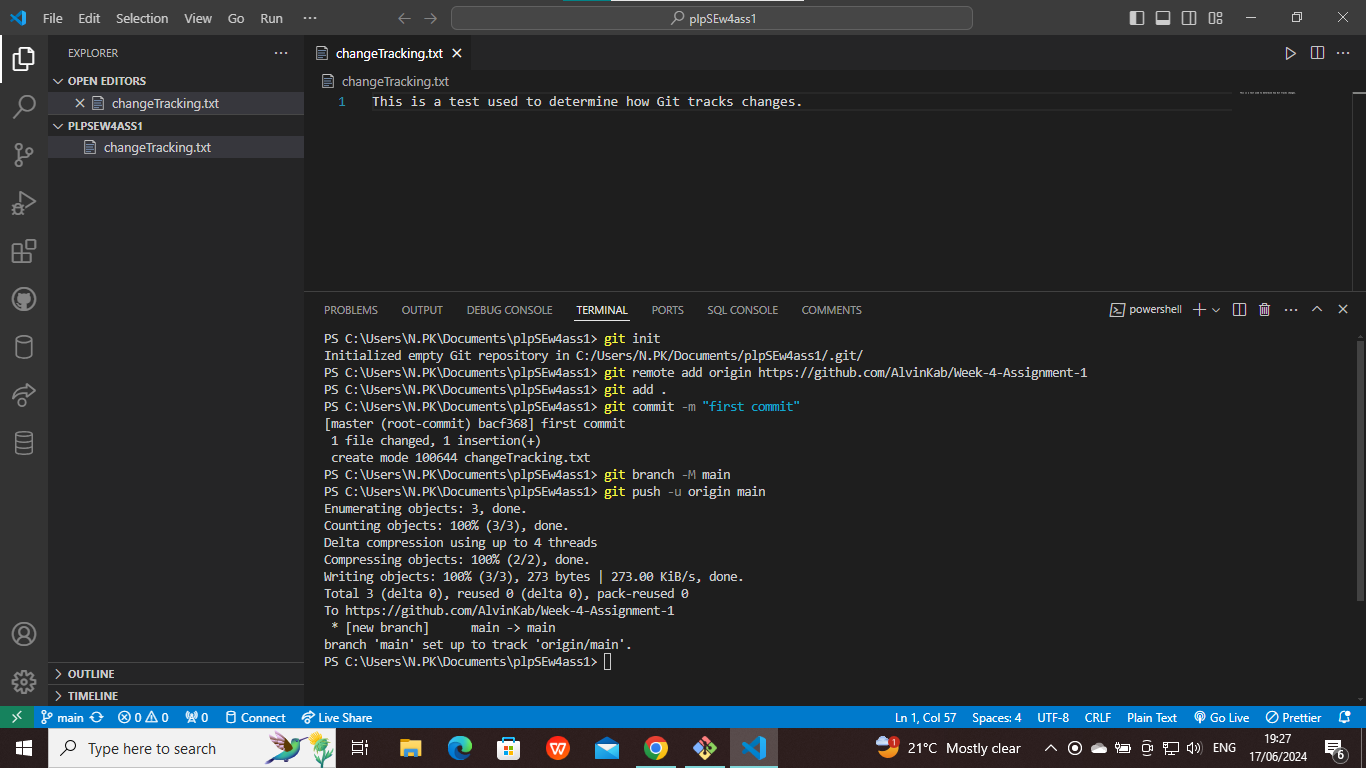 File Edit Selection View Go Run ··· plpSEw4ass1
EXPLORER ···
OPEN EDITORS
changeTracking.txt
PLPSEW4ASS1
changeTracking.txt
OUTLINE
TIMELINE
changeTracking.txt
changeTracking.txt
1 This is a test used to determine how Git tracks changes.
PROBLEMS OUTPUT DEBUG CONSOLE TERMINAL PORTS SQL CONSOLE COMMENTS powershell
PS C:\Users\N.PK\Documents\plpSEw4ass1> git init
Initialized empty Git repository in C:/Users/N.PK/Documents/plpSEw4ass1/.git/
PS C:\Users\N.PK\Documents\plpSEw4ass1> git remote add origin https://github.com/AlvinKab/Week-4-Assignment-1
PS C:\Users\N.PK\Documents\plpSEw4ass1> git add .
PS C:\Users\N.PK\Documents\plpSEw4ass1> git commit -m "first commit"
[master (root-commit) bacf368] first commit
1 file changed, 1 insertion(+)
create mode 100644 changeTracking.txt
PS C:\Users\N.PK\Documents\plpSEw4ass1> git branch -M main
PS C:\Users\N.PK\Documents\plpSEw4ass1> git push -u origin main
Enumerating objects: 3, done.
Counting objects: 100% (3/3), done.
Delta compression using up to 4 threads
Compressing objects: 100% (2/2), done.
Writing objects: 100% (3/3), 273 bytes | 273.00 KiB/s, done.
Total 3 (delta 0), reused 0 (delta 0), pack-reused 0
To https://github.com/AlvinKab/Week-4-Assignment-1
* [new branch]      main -> main
branch 'main' set up to track 'origin/main'.
PS C:\Users\N.PK\Documents\plpSEw4ass1>
main 0 0 0 Connect Live Share Ln 1, Col 57 Spaces: 4 UTF-8 CRLF Plain Text Go Live Prettier
Type here to search 1 21°C Mostly clear ENG 19:27
17/06/2024 6